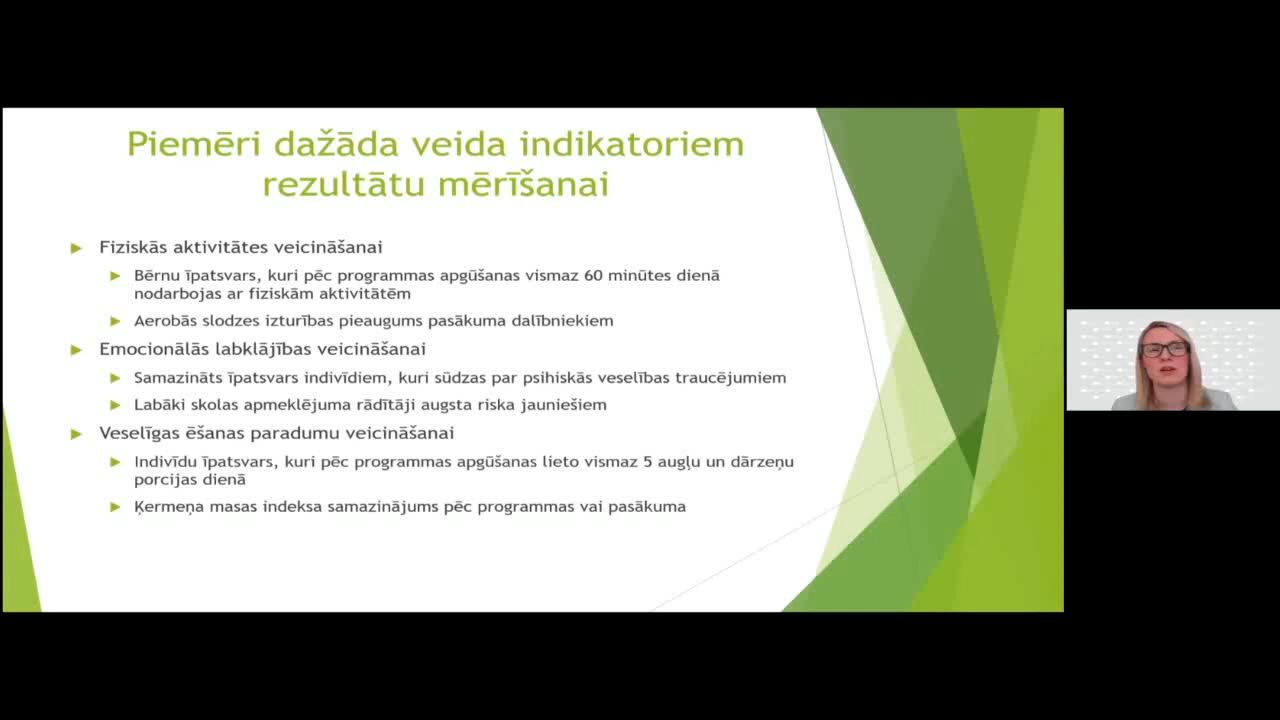 Piemēri dažāda veida indikatoriem
rezultātu mērīšanai
Fiziskās aktivitātes veicināšanai
Bērnu īpatsvars, kuri pēc programmas apgūšanas vismaz 60 minūtes dienā
nodarbojas ar fiziskām aktivitātēm
Aerobās slodzes izturības pieaugums pasākuma dalībniekiem
Emocionālās labklājības veicināšanai
Samazināts īpatsvars indivīdiem, kuri sūdzas par psihiskās veselības traucējumiem
Labāki skolas apmeklējuma rādītāji augsta riska jauniešiem
Veselīgas ēšanas paradumu veicināšanai
Indivīdu īpatsvars, kuri pēc programmas apgūšanas lieto vismaz 5 augļu un dārzeņu
porcijas dienā
Ķermeņa masas indeksa samazinājums pēc programmas vai pasākuma